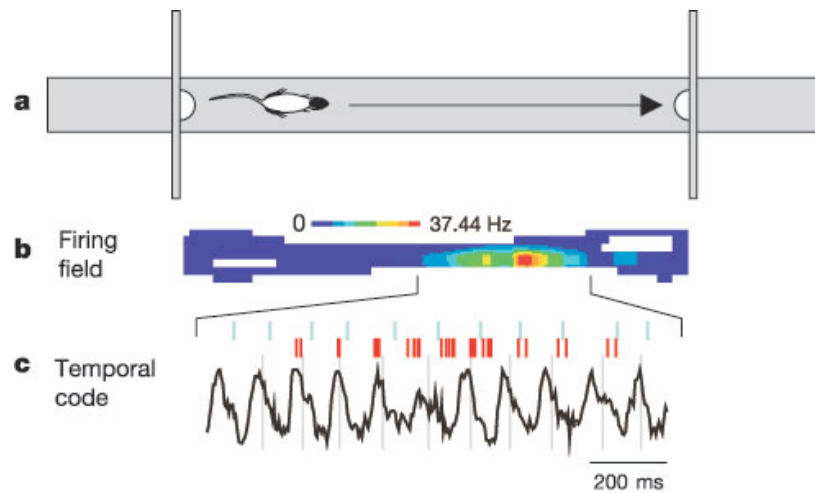 a
0 37.44 Hz
b Firing
field
c Temporal
code
200 ms